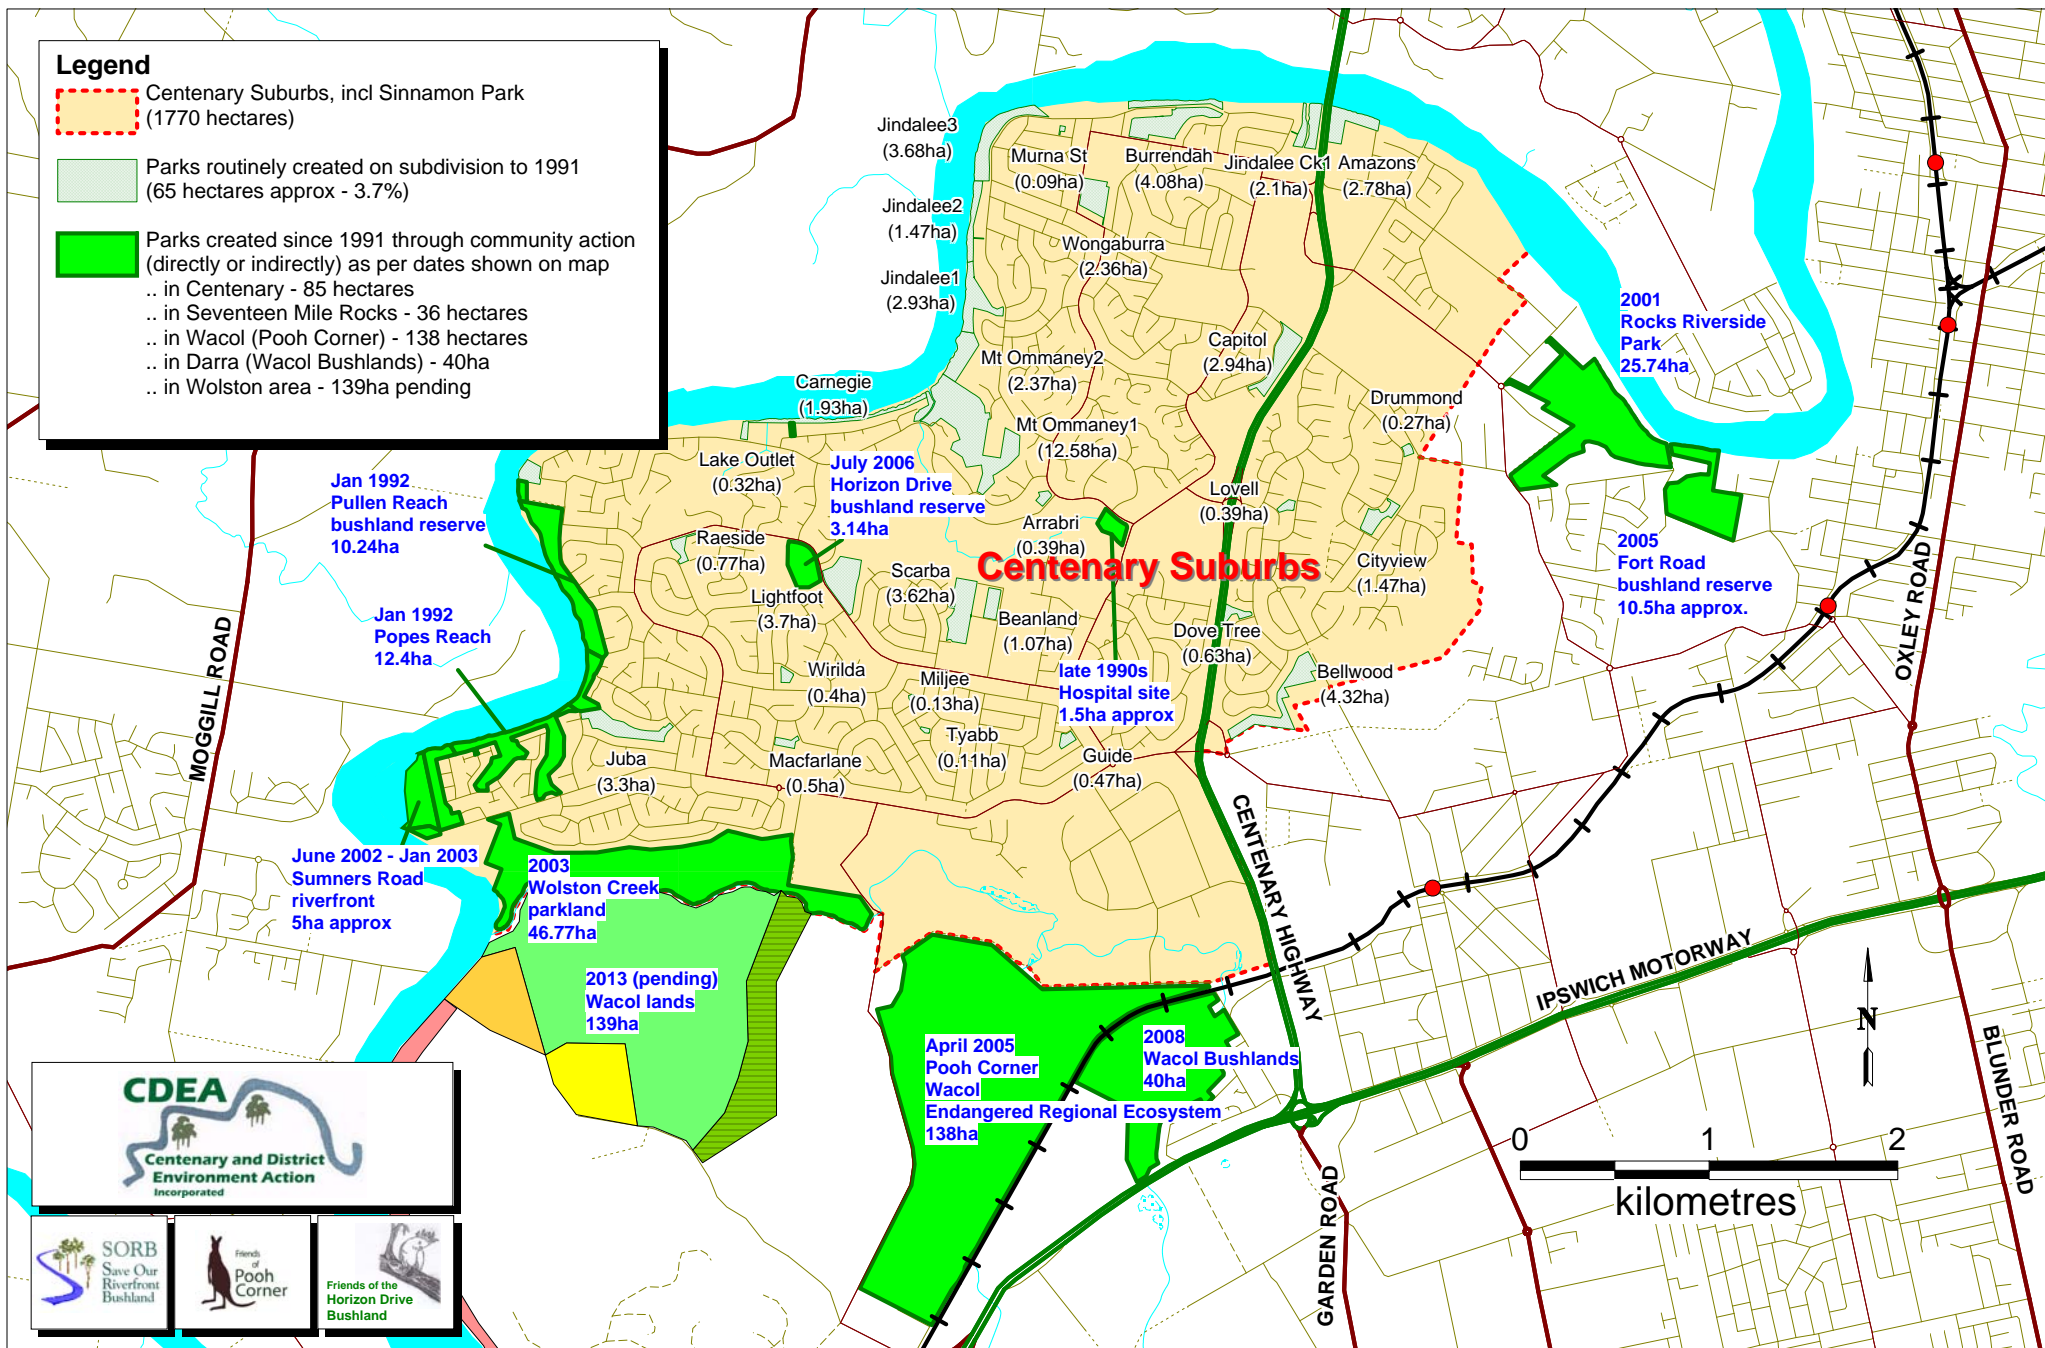 Legend
Centenary Suburbs, incl Sinnamon Park
(1770 hectares)
Parks routinely created on subdivision to 1991
(65 hectares approx - 3.7%)
Parks created since 1991 through community action
(directly or indirectly) as per dates shown on map
.. in Centenary - 85 hectares
.. in Seventeen Mile Rocks - 36 hectares
.. in Wacol (Pooh Corner) - 138 hectares
.. in Darra (Wacol Bushlands) - 40ha
.. in Wolston area - 139ha pending
Jindalee3
(3.68ha)
Murna St
(0.09ha)
Burrendah
(4.08ha)
Jindalee Ck1
(2.1ha)
Amazons
(2.78ha)
Jindalee2
(1.47ha)
Wongaburra
(2.36ha)
Jindalee1
(2.93ha)
2001
Rocks Riverside
Park
25.74ha
Capitol
(2.94ha)
Mt Ommaney2
(2.37ha)
Carnegie
(1.93ha)
Drummond
(0.27ha)
Mt Ommaney1
(12.58ha)
Lake Outlet
(0.32ha)
July 2006
Horizon Drive
bushland reserve
3.14ha
Jan 1992
Pullen Reach
bushland reserve
10.24ha
Lovell
(0.39ha)
Arrabri
(0.39ha)
Raeside
(0.77ha)
Centenary Suburbs
Scarba
(3.62ha)
Cityview
(1.47ha)
2005
Fort Road
bushland reserve
10.5ha approx.
Lightfoot
(3.7ha)
Beanland
(1.07ha)
Jan 1992
Popes Reach
12.4ha
Dove Tree
(0.63ha)
Wirilda
(0.4ha)
Miljee
(0.13ha)
late 1990s
Hospital site
1.5ha approx
Bellwood
(4.32ha)
MOGGILL ROAD
OXLEY ROAD
Juba
(3.3ha)
Macfarlane
(0.5ha)
Tyabb
(0.11ha)
Guide
(0.47ha)
CENTENARY HIGHWAY
June 2002 - Jan 2003
Sumners Road
riverfront
5ha approx
2003
Wolston Creek
parkland
46.77ha
2013 (pending)
Wacol lands
139ha
IPSWICH MOTORWAY
April 2005
Pooh Corner
Wacol
Endangered Regional Ecosystem
138ha
2008
Wacol Bushlands
40ha
N
BLUNDER ROAD
GARDEN ROAD
0 1 2
kilometres
CDEA
Centenary and District
Environment Action
Incorporated
SORB
Save Our
Riverfront
Bushland
Friends
of
Pooh
Corner
Friends of the
Horizon Drive
Bushland